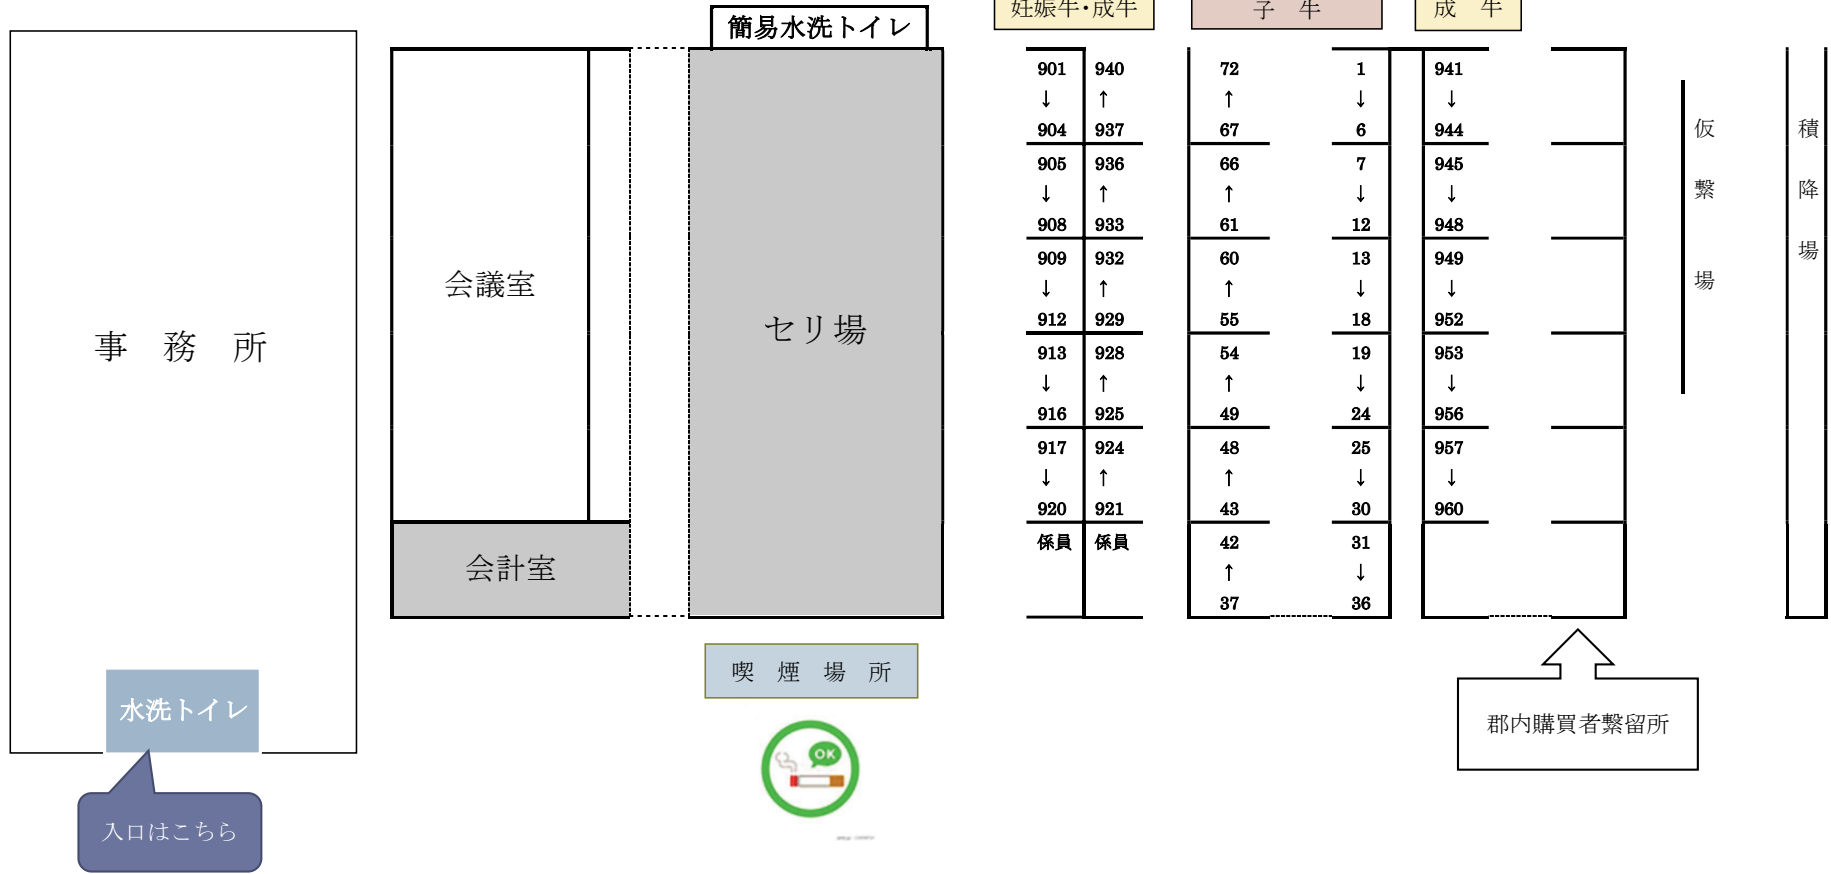 簡易水洗トイレ
妊娠牛・成牛
子 牛
成 牛
901 940 72 1 941
↓ ↑ ↑ ↓ ↓
904 937 67 6 944
905 936 66 7 945
↓ ↑ ↑ ↓ ↓
908 933 61 12 948
909 932 60 13 949
↓ ↑ ↑ ↓ ↓
912 929 55 18 952
913 928 54 19 953
↓ ↑ ↑ ↓ ↓
916 925 49 24 956
917 924 48 25 957
↓ ↑ ↑ ↓ ↓
920 921 43 30 960
係員 係員 42 31
↑ ↓
37 36
仮繋場
積降場
事 務 所
会議室
セリ場
会計室
喫 煙 場 所
OK
水洗トイレ
入口はこちら
郡内購買者繋留所